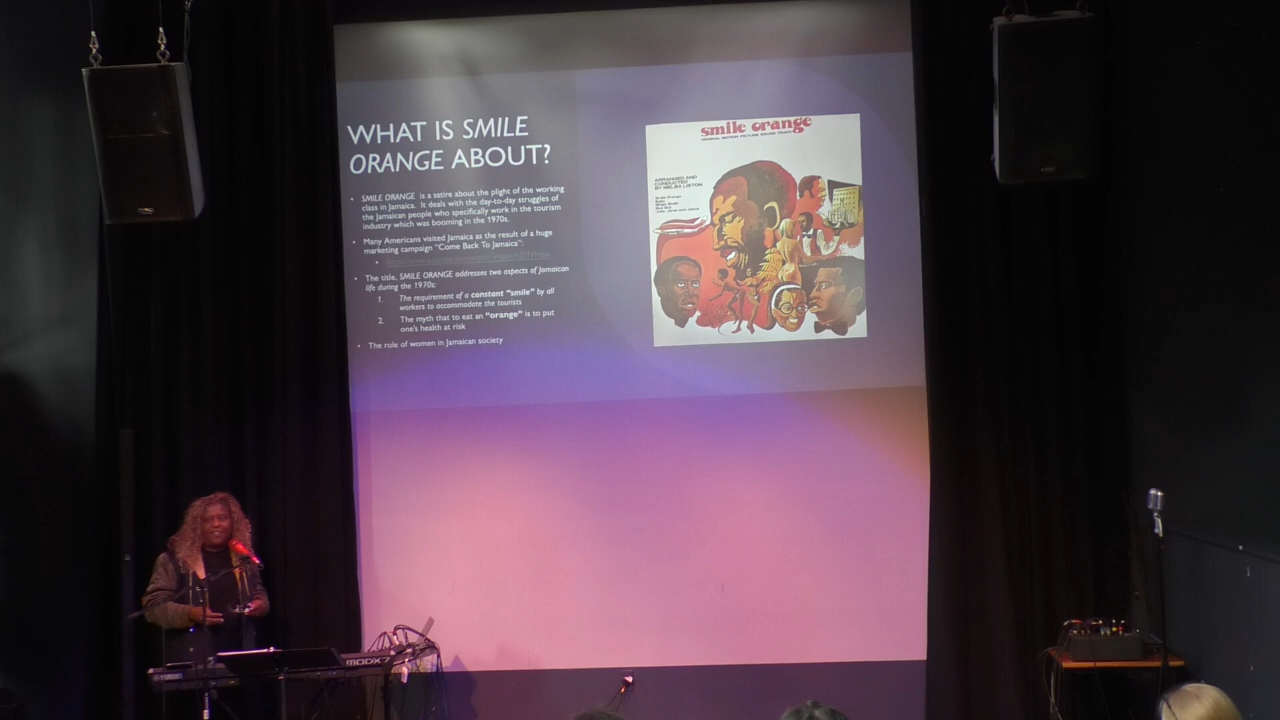 WHAT IS SMILE
ORANGE ABOUT?
• SMILE ORANGE is a satire about the plight of the working
class in Jamaica. It deals with the day-to-day struggles of
the Jamaican people who specifically work in the tourism
industry which was booming in the 1970s.
• Many Americans visited Jamaica as the result of a huge
marketing campaign "Come Back To Jamaica":
• The title, SMILE ORANGE addresses two aspects of Jamaican
life during the 1970s:
1. The requirement of a constant "smile" by all
workers to accommodate the tourists
2. The myth that to eat an "orange" is to put
one's health at risk
• The role of women in Jamaican society
smile orange
ORIGINAL MOTION PICTURE SOUND TRACK
ARRANGED AND
CONDUCTED
BY MELBA LISTON
Smile Orange
MODX7